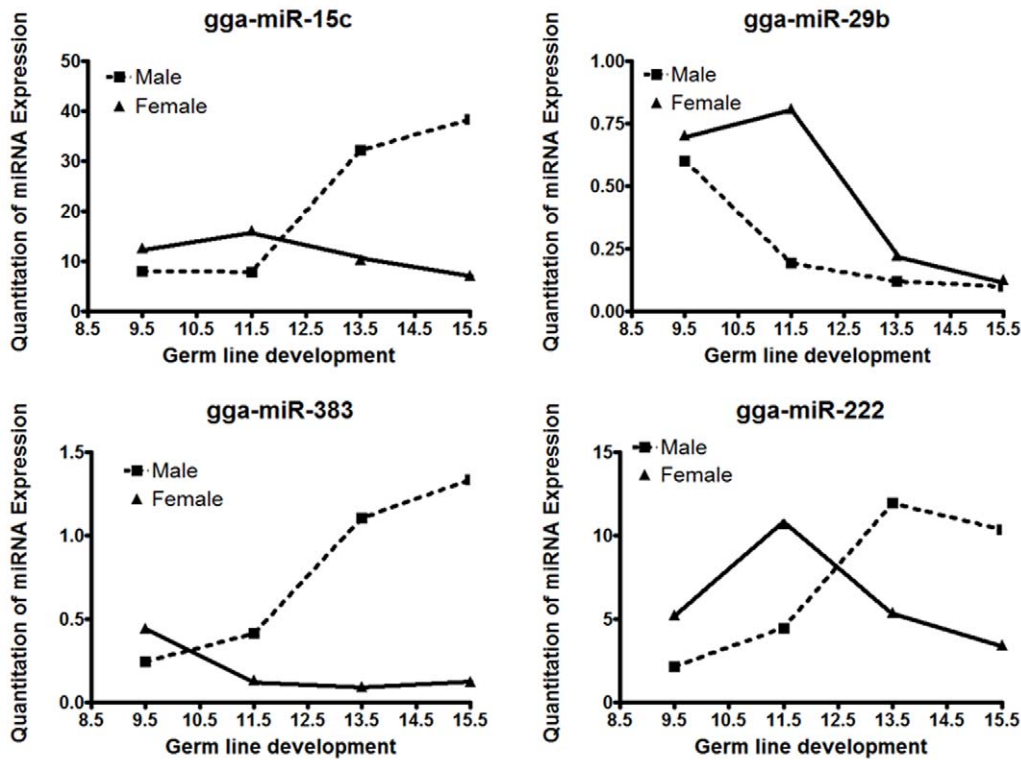 gga-miR-15c
Quantitation of miRNA Expression
50
40
30
20
10
0
Male
Female
8.5 9.5 10.5 11.5 12.5 13.5 14.5 15.5
Germ line development
gga-miR-29b
Quantitation of miRNA Expression
1.00
0.75
0.50
0.25
0.00
Male
Female
8.5 9.5 10.5 11.5 12.5 13.5 14.5 15.5
Germ line development
gga-miR-383
Quantitation of miRNA Expression
1.5
1.0
0.5
0.0
Male
Female
8.5 9.5 10.5 11.5 12.5 13.5 14.5 15.5
Germ line development
gga-miR-222
Quantitation of miRNA Expression
15
10
5
0
Male
Female
8.5 9.5 10.5 11.5 12.5 13.5 14.5 15.5
Germ line development